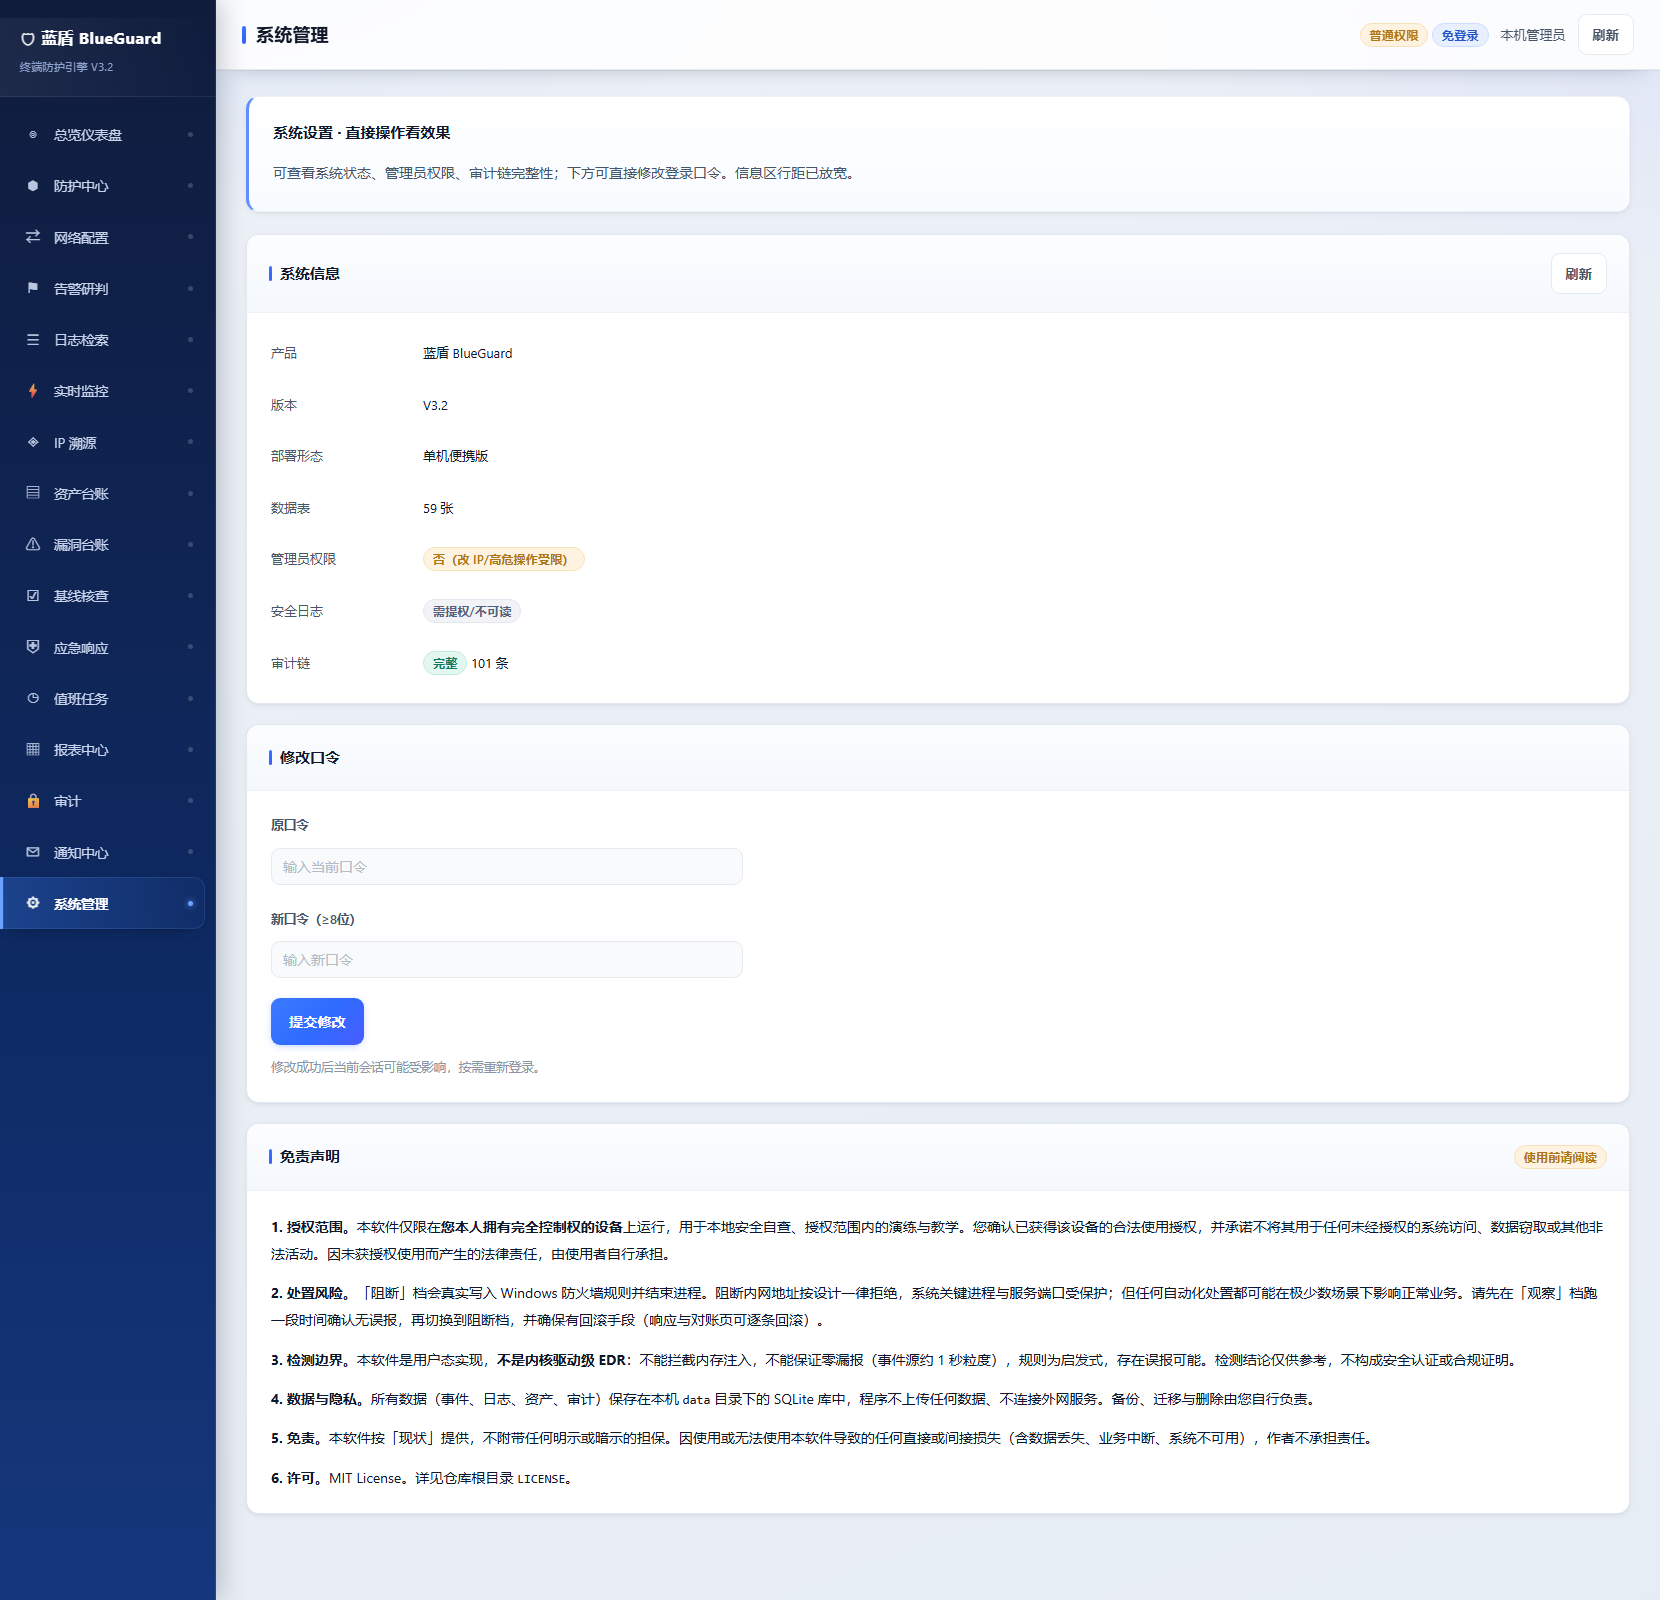 蓝盾 BlueGuard
终端防护引擎 V3.2
总览仪表盘
防护中心
网络配置
告警研判
日志检索
实时监控
IP 溯源
资产台账
漏洞台账
基线核查
应急响应
值班任务
报表中心
审计
通知中心
系统管理
系统管理
普通权限 免登录 本机管理员 刷新
系统设置 · 直接操作看效果
可查看系统状态、管理员权限、审计链完整性；下方可直接修改登录口令。信息区行距已放宽。
系统信息
刷新
产品 蓝盾 BlueGuard
版本 V3.2
部署形态 单机便携版
数据表 59 张
管理员权限 否（改 IP/高危操作受限）
安全日志 需提权/不可读
审计链 完整 101 条
修改口令
原口令
输入当前口令
新口令（≥8位）
输入新口令
提交修改
修改成功后当前会话可能受影响，按需重新登录。
免责声明
使用前请阅读
1. 授权范围。本软件仅限在您本人拥有完全控制权的设备上运行，用于本地安全自查、授权范围内的演练与教学。您确认已获得该设备的合法使用授权，并承诺不将其用于任何未经授权的系统访问、数据窃取或其他非
法活动。因未获授权使用而产生的法律责任，由使用者自行承担。
2. 处置风险。「阻断」档会真实写入 Windows 防火墙规则并结束进程。阻断内网地址按设计一律拒绝，系统关键进程与服务端口受保护；但任何自动化处置都可能在极少数场景下影响正常业务。请先在「观察」档跑
一段时间确认无误报，再切换到阻断档，并确保有回滚手段（响应与对账页可逐条回滚）。
3. 检测边界。本软件是用户态实现，不是内核驱动级 EDR：不能拦截内存注入，不能保证零漏报（事件源约 1 秒粒度），规则为启发式，存在误报可能。检测结论仅供参考，不构成安全认证或合规证明。
4. 数据与隐私。所有数据（事件、日志、资产、审计）保存在本机 data 目录下的 SQLite 库中，程序不上传任何数据、不连接外网服务。备份、迁移与删除由您自行负责。
5. 免责。本软件按「现状」提供，不附带任何明示或暗示的担保。因使用或无法使用本软件导致的任何直接或间接损失（含数据丢失、业务中断、系统不可用），作者不承担责任。
6. 许可。MIT License。详见仓库根目录 LICENSE。